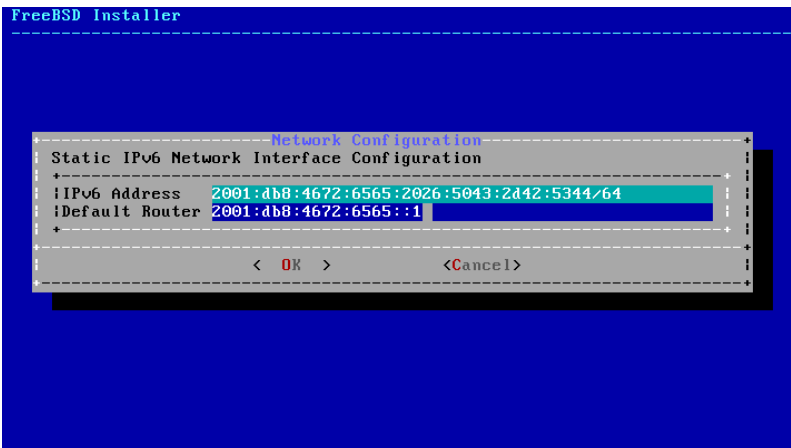 FreeBSD Installer
Network Configuration
Static IPv6 Network Interface Configuration
IPv6 Address 2001:db8:4672:6565:2026:5043:2d42:5344/64
Default Router 2001:db8:4672:6565::1
< OK > <Cancel>